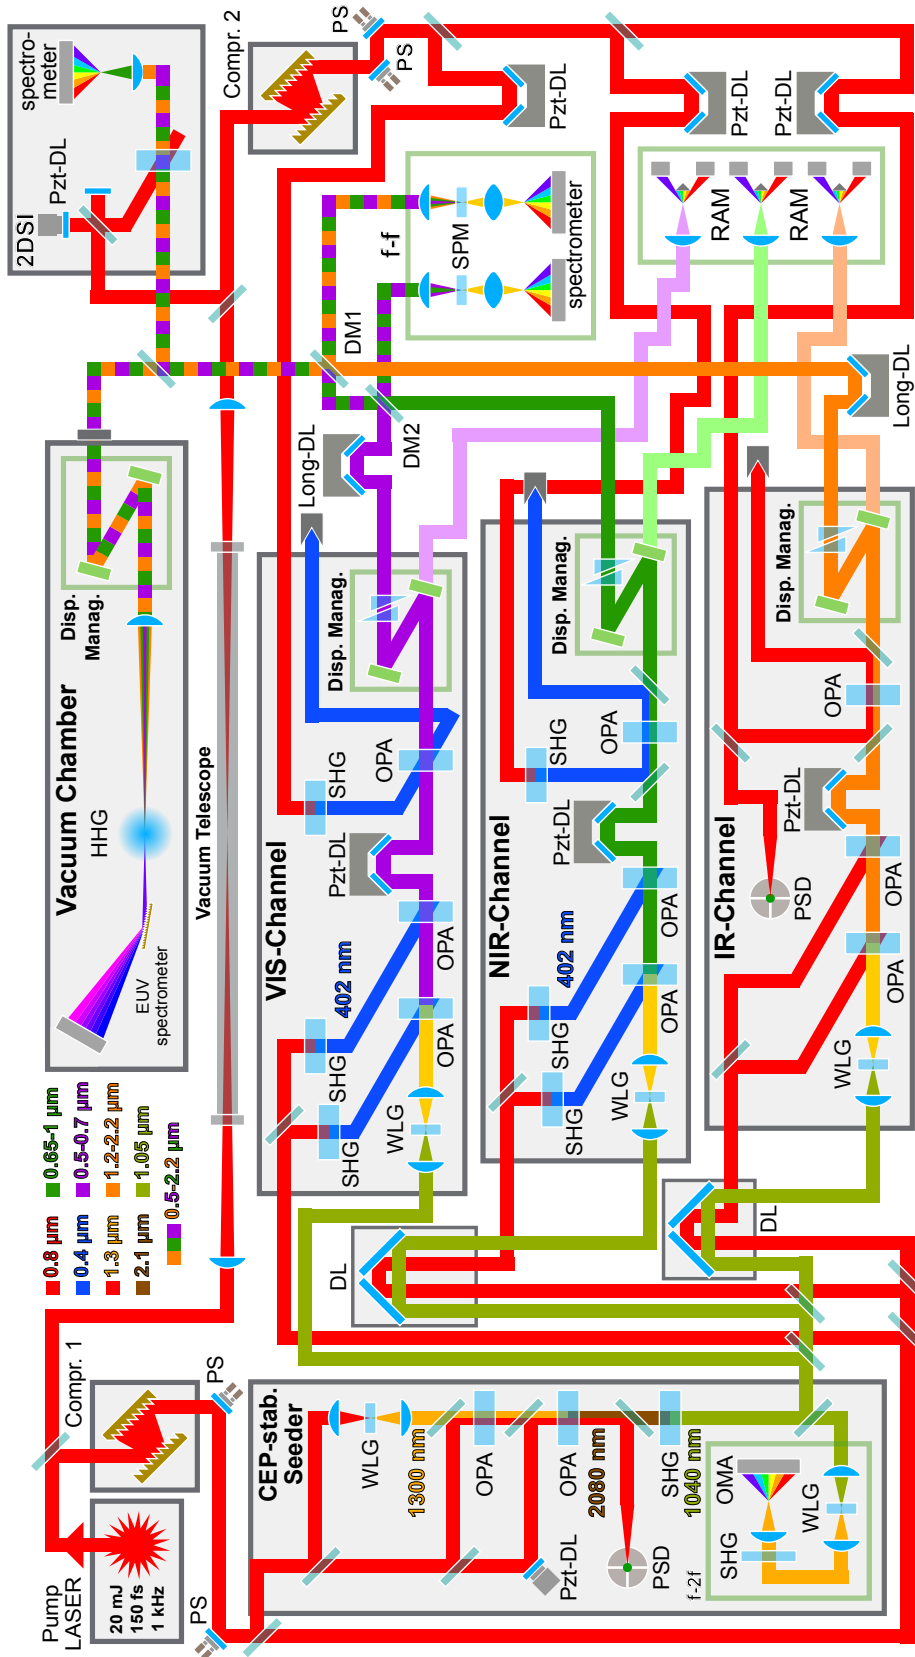 Pump
LASER
20 mJ
150 fs
1 kHz
Compr. 1
PS
PS
0.8 µm
0.4 µm
1.3 µm
2.1 µm
0.65-1 µm
0.5-0.7 µm
1.2-2.2 µm
1.05 µm
0.5-2.2 µm
Vacuum Telescope
EUV
spectrometer
Vacuum Chamber
HHG
Disp.
Manag.
2DSI
Pzt-DL
spectro-
meter
Compr. 2
PS
PS
CEP-stab.
Seeder
WLG
1300 nm
OPA
OPA
2080 nm
SHG
1040 nm
Pzt-DL
PSD
f-2f
SHG
OMA
WLG
DL
DL
VIS-Channel
402 nm
SHG
SHG
WLG
OPA
OPA
Pzt-DL
SHG
OPA
Disp. Manag.
Long-DL
DM2
DM1
f-f
SPM
spectrometer
Pzt-DL
NIR-Channel
402 nm
SHG
SHG
WLG
OPA
OPA
Pzt-DL
SHG
OPA
Disp. Manag.
RAM
RAM
Pzt-DL
Pzt-DL
IR-Channel
WLG
OPA
OPA
PSD
Pzt-DL
OPA
Disp. Manag.
Long-DL